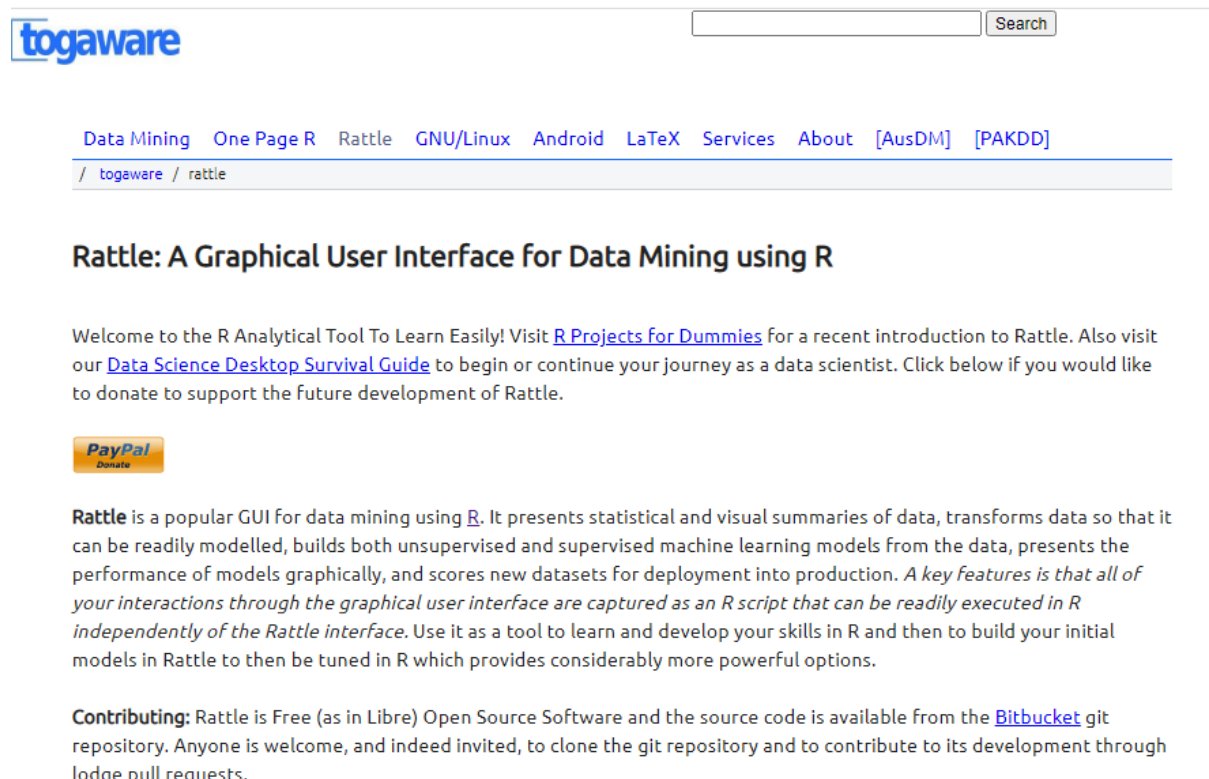 togaware
Search
Data Mining One Page R Rattle GNU/Linux Android LaTeX Services About [AusDM] [PAKDD]
/ togaware / rattle
Rattle: A Graphical User Interface for Data Mining using R
Welcome to the R Analytical Tool To Learn Easily! Visit R Projects for Dummies for a recent introduction to Rattle. Also visit
our Data Science Desktop Survival Guide to begin or continue your journey as a data scientist. Click below if you would like
to donate to support the future development of Rattle.
PayPal
Donate
Rattle is a popular GUI for data mining using R. It presents statistical and visual summaries of data, transforms data so that it
can be readily modelled, builds both unsupervised and supervised machine learning models from the data, presents the
performance of models graphically, and scores new datasets for deployment into production. A key features is that all of
your interactions through the graphical user interface are captured as an R script that can be readily executed in R
independently of the Rattle interface. Use it as a tool to learn and develop your skills in R and then to build your initial
models in Rattle to then be tuned in R which provides considerably more powerful options.
Contributing: Rattle is Free (as in Libre) Open Source Software and the source code is available from the Bitbucket git
repository. Anyone is welcome, and indeed invited, to clone the git repository and to contribute to its development through
lodge pull requests.